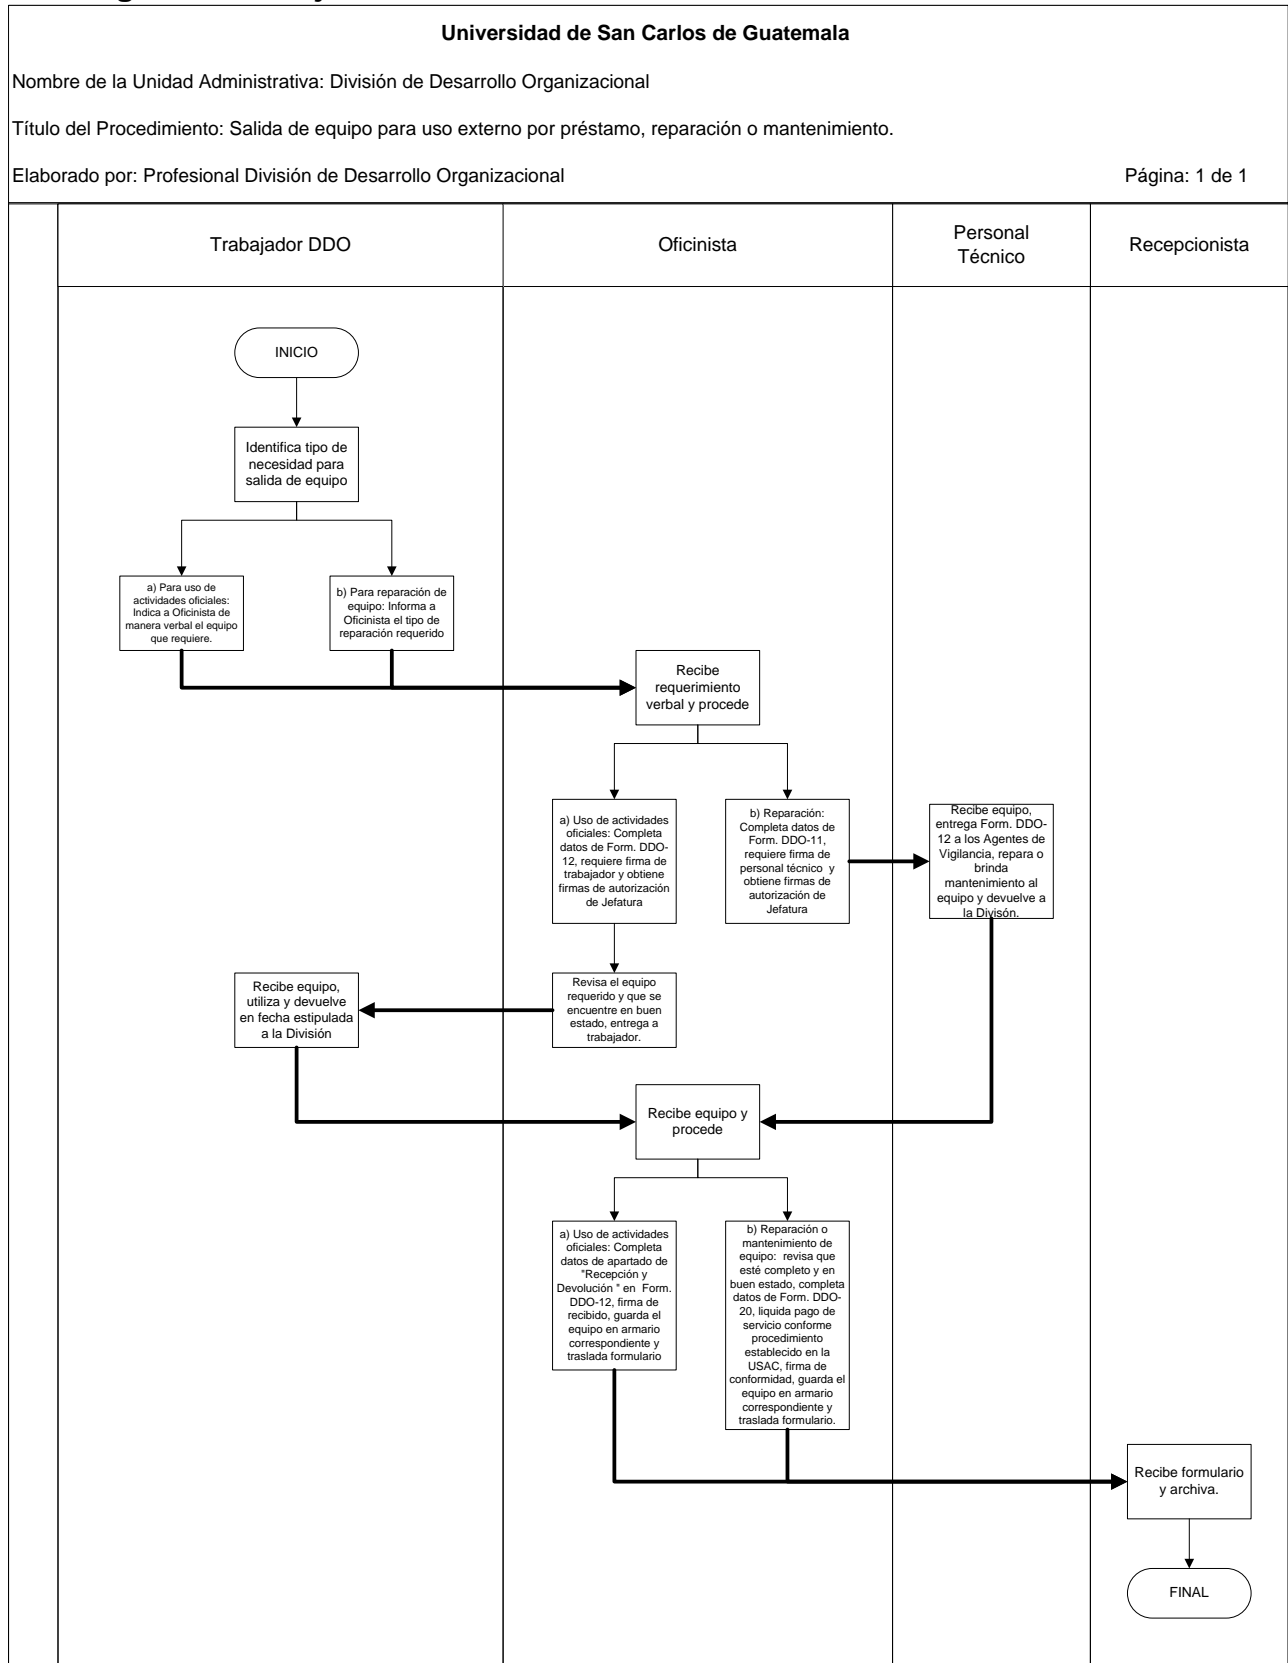 Universidad de San Carlos de Guatemala
Nombre de la Unidad Administrativa: División de Desarrollo Organizacional
Título del Procedimiento: Salida de equipo para uso externo por préstamo, reparación o mantenimiento.
Elaborado por: Profesional División de Desarrollo Organizacional
Página: 1 de 1
Trabajador DDO
Oficinista
Personal
Técnico
Recepcionista
INICIO
Identifica tipo de
necesidad para
salida de equipo
a) Para uso de
actividades oficiales:
Indica a Oficinista de
manera verbal el equipo
que requiere.
b) Para reparación de
equipo: Informa a
Oficinista el tipo de
reparación requerido
Recibe
requerimiento
verbal y procede
a) Uso de actividades
oficiales: Completa
datos de Form. DDO-
12, requiere firma de
trabajador y obtiene
firmas de autorización
de Jefatura
b) Reparación:
Completa datos de
Form. DDO-11,
requiere firma de
personal técnico y
obtiene firmas de
autorización de
Jefatura
Recibe equipo,
entrega Form. DDO-
12 a los Agentes de
Vigilancia, repara o
brinda
mantenimiento al
equipo y devuelve a
la Divisón.
Recibe equipo,
utiliza y devuelve
en fecha estipulada
a la División
Revisa el equipo
requerido y que se
encuentre en buen
estado, entrega a
trabajador.
Recibe equipo y
procede
a) Uso de actividades
oficiales: Completa
datos de apartado de
"Recepción y
Devolución " en Form.
DDO-12, firma de
recibido, guarda el
equipo en armario
correspondiente y
traslada formulario
b) Reparación o
mantenimiento de
equipo: revisa que
esté completo y en
buen estado, completa
datos de Form. DDO-
20, liquida pago de
servicio conforme
procedimiento
establecido en la
USAC, firma de
conformidad, guarda el
equipo en armario
correspondiente y
traslada formulario.
Recibe formulario
y archiva.
FINAL